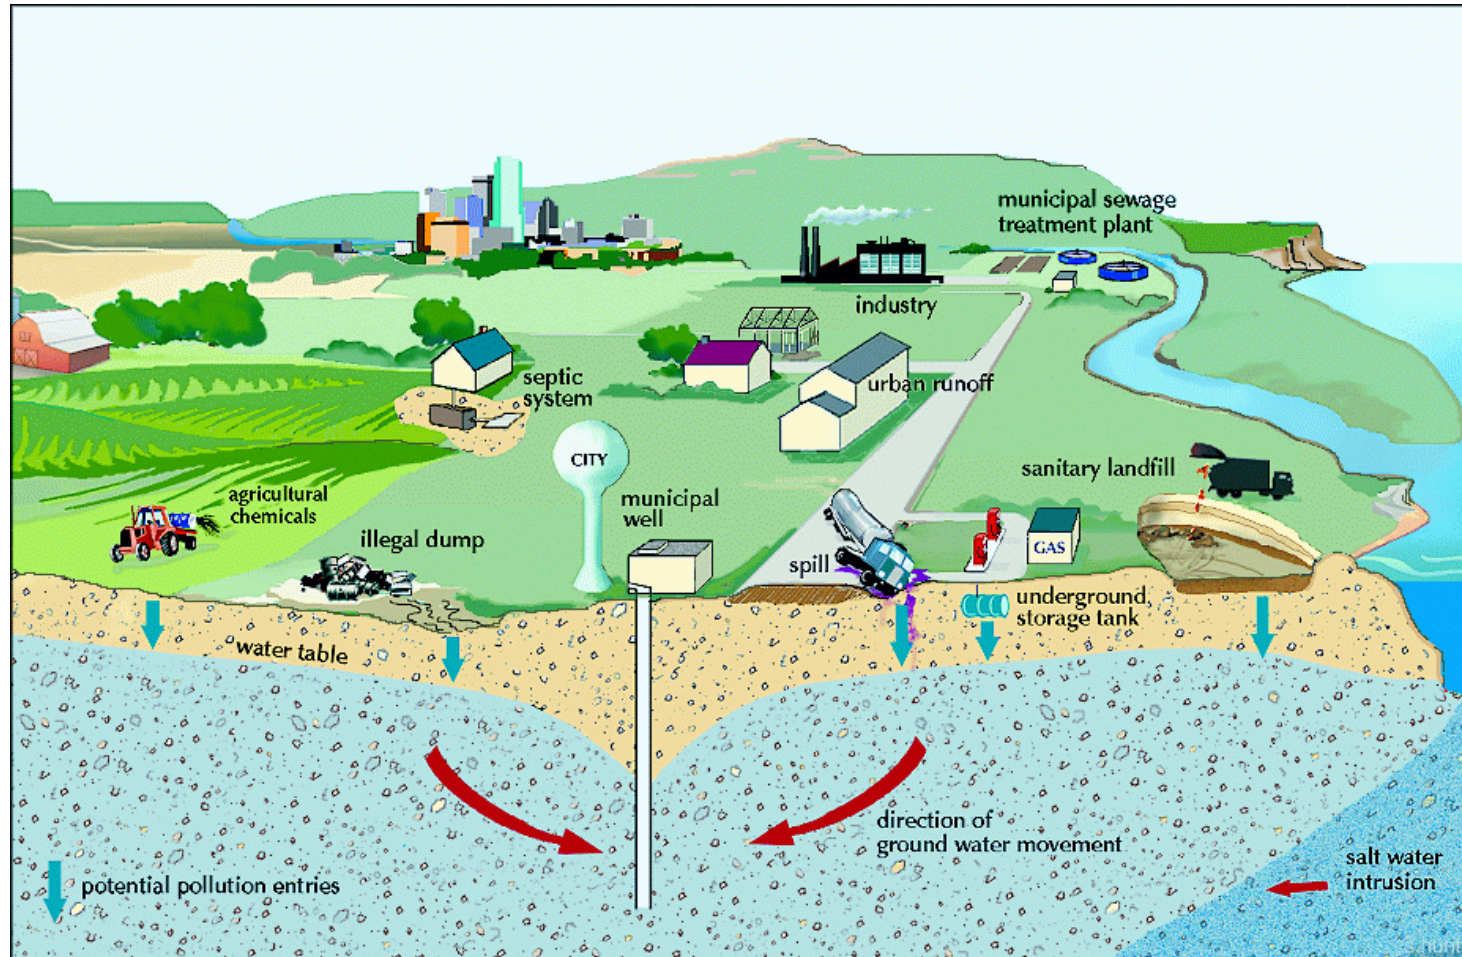 municipal sewage
treatment plant
industry
urban runoff
septic
system
CITY
sanitary landfill
agricultural
chemicals
municipal
well
illegal dump
GAS
spill
underground
storage tank
water table
direction of
ground water movement
salt water
intrusion
potential pollution entries